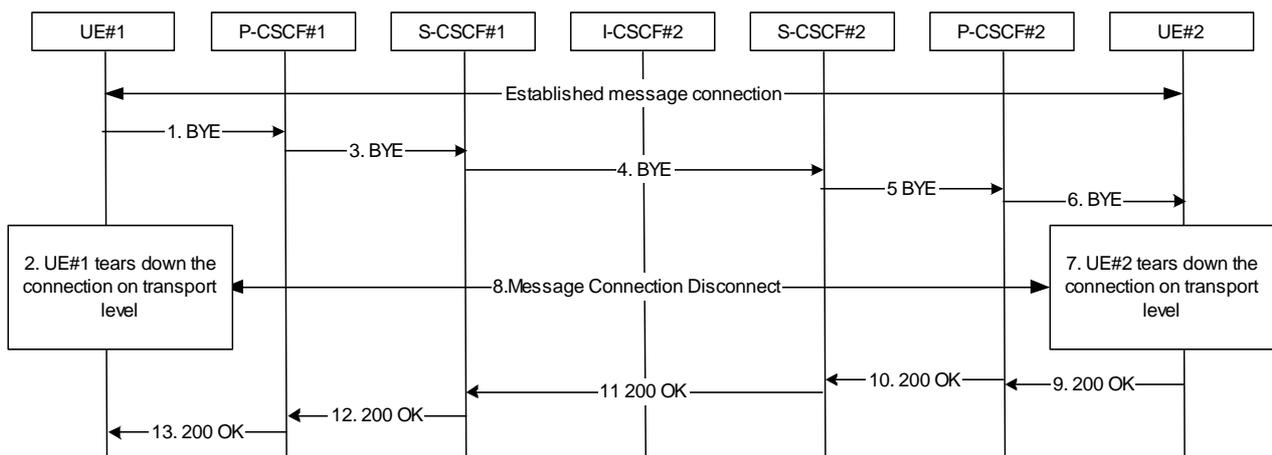 UE#1
P-CSCF#1
S-CSCF#1
I-CSCF#2
S-CSCF#2
P-CSCF#2
UE#2
Established message connection
1. BYE
3. BYE
4. BYE
5 BYE
6. BYE
2. UE#1 tears down the
connection on transport
level
8.Message Connection Disconnect
7. UE#2 tears down the
connection on transport
level
10. 200 OK
9. 200 OK
11 200 OK
12. 200 OK
13. 200 OK